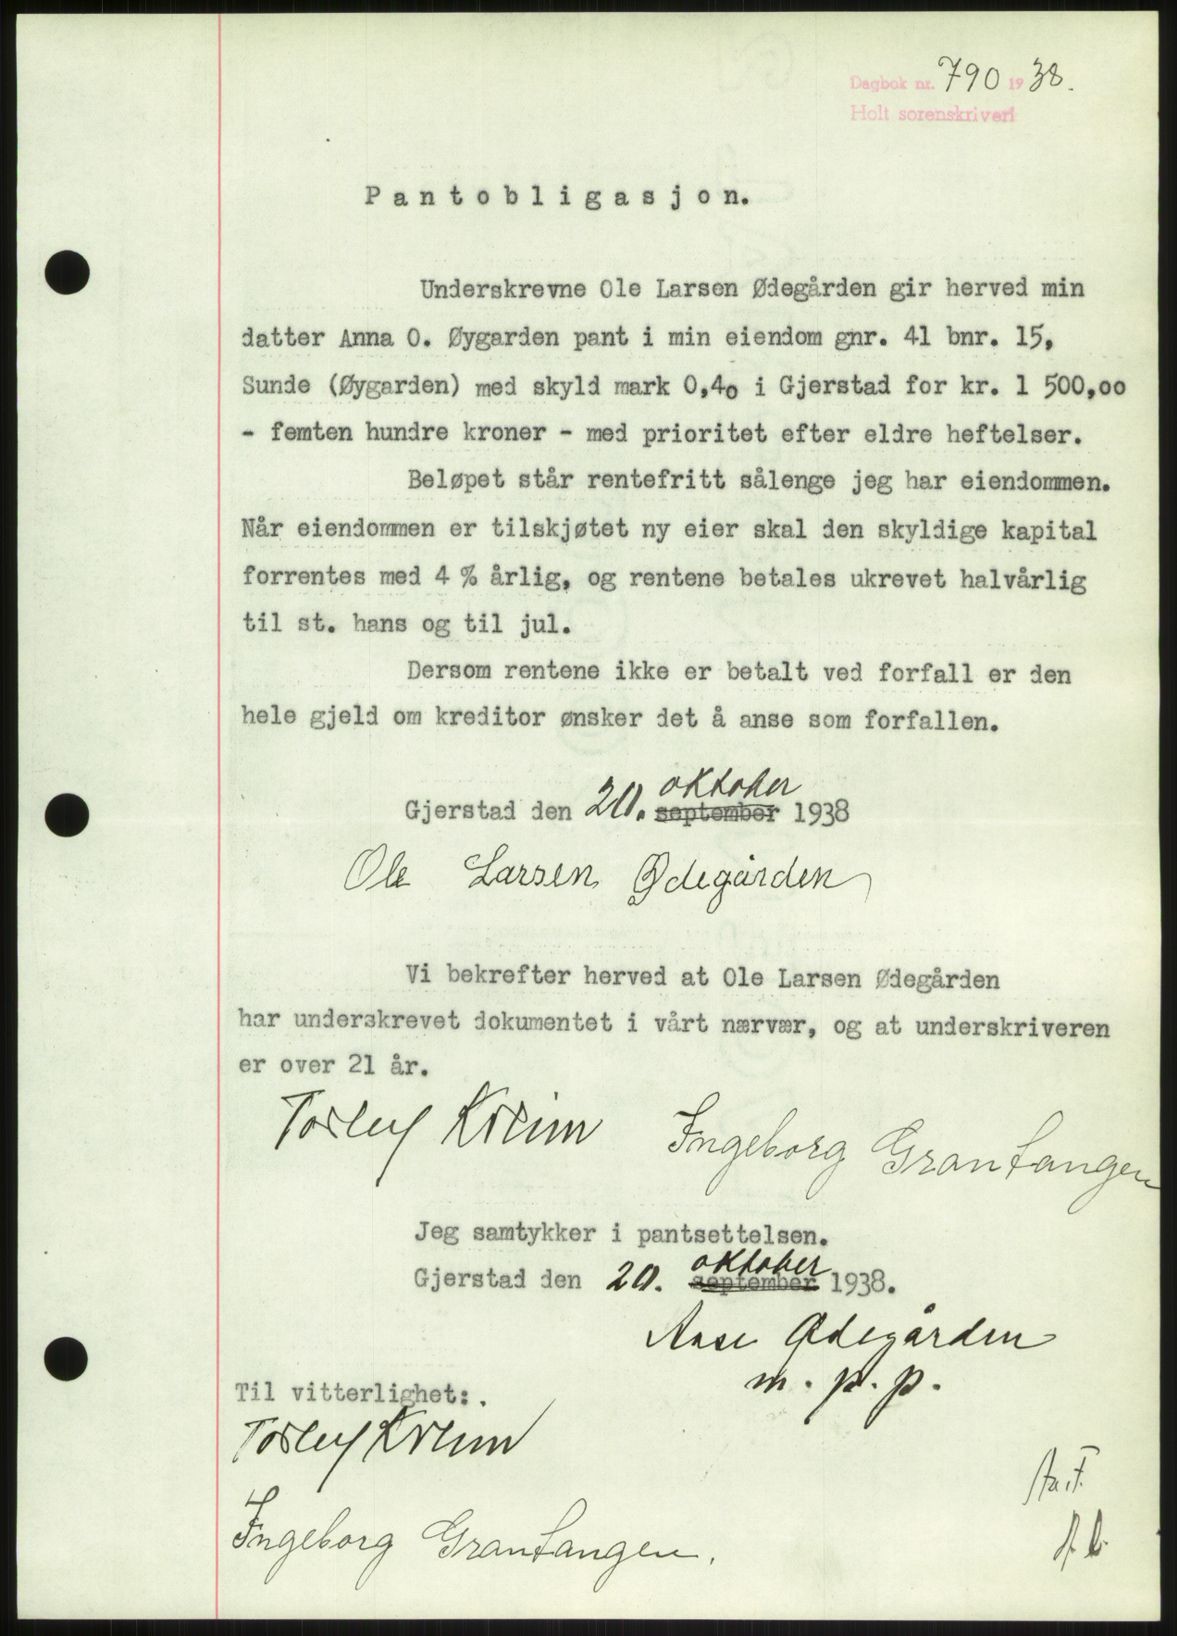 Dagbok nr. 790 1938.
Holt sorenskriveri
Pantobligasjon.
Underskrevne Ole Larsen Ødegården gir herved min
datter Anna O. Øygarden pant i min eiendom gnr. 41 bnr. 15,
Sunde (Øygarden) med skyld mark 0,40 i Gjerstad for kr. 1 500,00
- femten hundre kroner - med prioritet efter eldre heftelser.
Beløpet står rentefritt sålenge jeg har eiendommen.
Når eiendommen er tilskjøtet ny eier skal den skyldige kapital
forrentes med 4 % årlig, og rentene betales ukrevet halvårlig
til st. hans og til jul.
Dersom rentene ikke er betalt ved forfall er den
hele gjeld om kreditor ønsker det å anse som forfallen.
oktober
Gjerstad den 20. september 1938
Ole Larsen Ødegården
Vi bekrefter herved at Ole Larsen Ødegården
har underskrevet dokumentet i vårt nærvær, og at underskriveren
er over 21 år.
Torleif Kveim Ingeborg Granlangen
Jeg samtykker i pantsettelsen.
oktober
Gjerstad den 20. september 1938.
Aase Ødegården
m. p. p.
Til vitterlighet:.
Torleif Kveim
Ingeborg Granlangen.